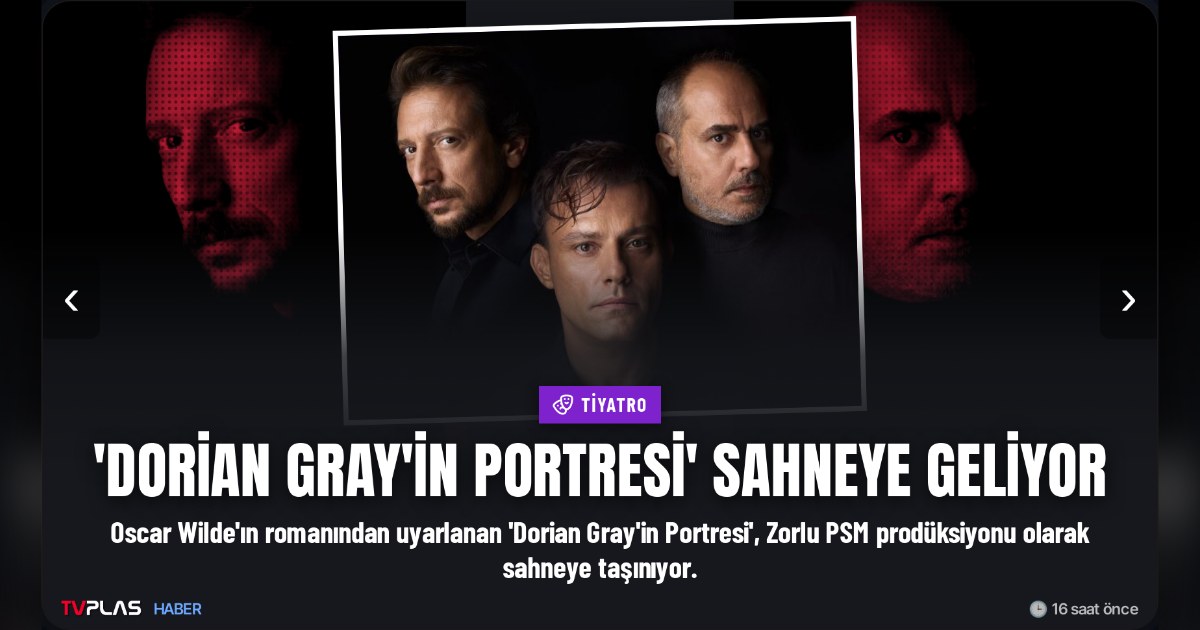 TİYATRO
'DORİAN GRAY'İN PORTRESİ' SAHNEYE GELİYOR
Oscar Wilde'ın romanından uyarlanan 'Dorian Gray'in Portresi', Zorlu PSM prodüksiyonu olarak
sahneye taşınıyor.
TVPLAS HABER
16 saat önce